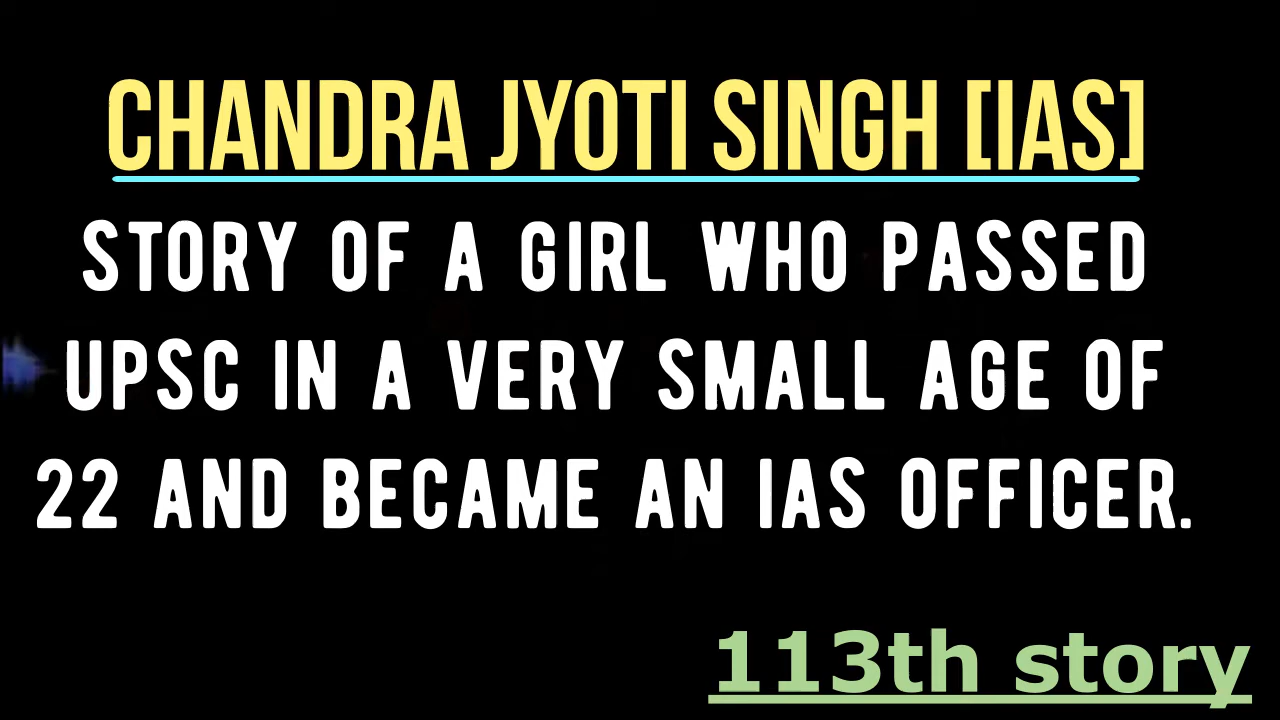 CHANDRA JYOTI SINGH [IAS]
STORY OF A GIRL WHO PASSED
UPSC IN A VERY SMALL AGE OF
22 AND BECAME AN IAS OFFICER.
113th story